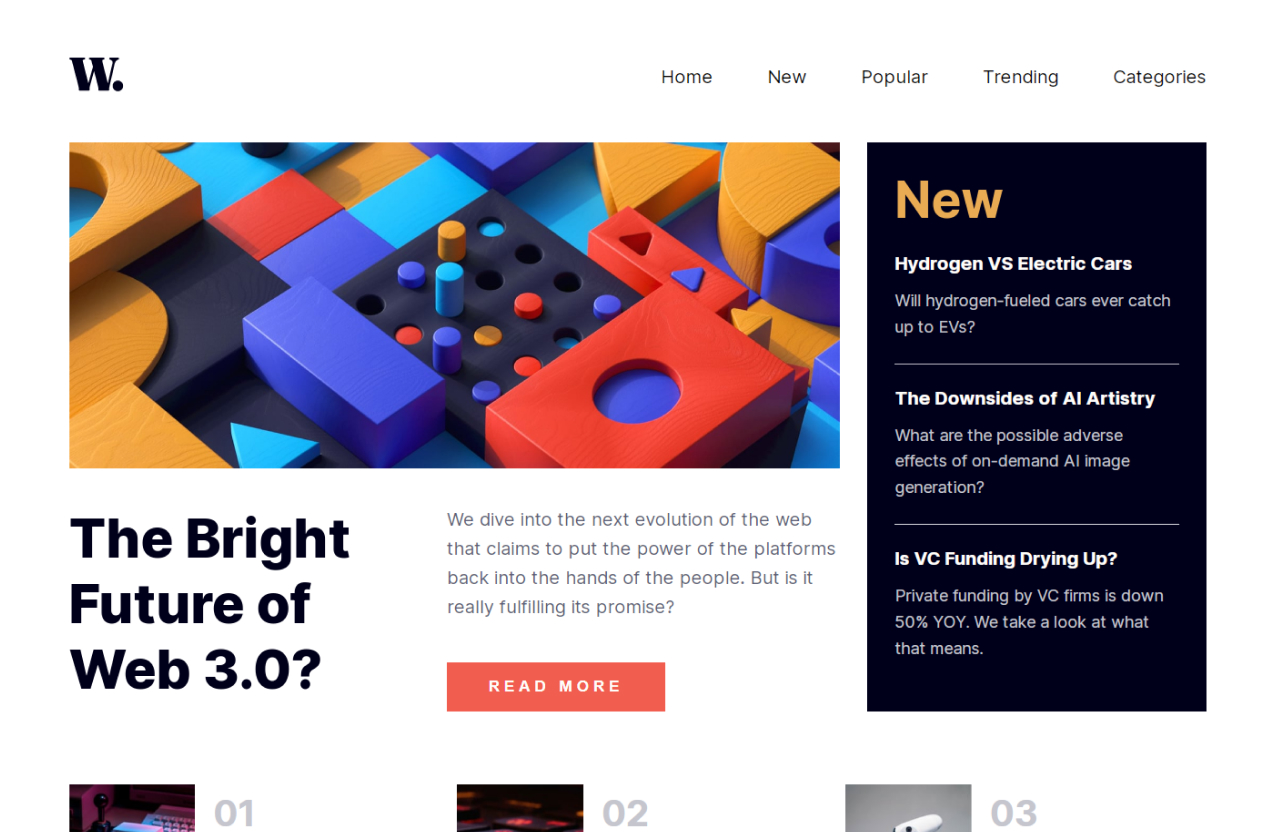 W.
Home New Popular Trending Categories
The Bright
Future of
Web 3.0?
We dive into the next evolution of the web
that claims to put the power of the platforms
back into the hands of the people. But is it
really fulfilling its promise?
READ MORE
New
Hydrogen VS Electric Cars
Will hydrogen-fueled cars ever catch
up to EVs?
The Downsides of AI Artistry
What are the possible adverse
effects of on-demand AI image
generation?
Is VC Funding Drying Up?
Private funding by VC firms is down
50% YOY. We take a look at what
that means.
01
02
03